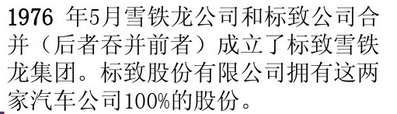 1976 年5月雪铁龙公司和标致公司合
并（后者吞并前者）成立了标致雪铁
龙集团。标致股份有限公司拥有这两
家汽车公司100%的股份。